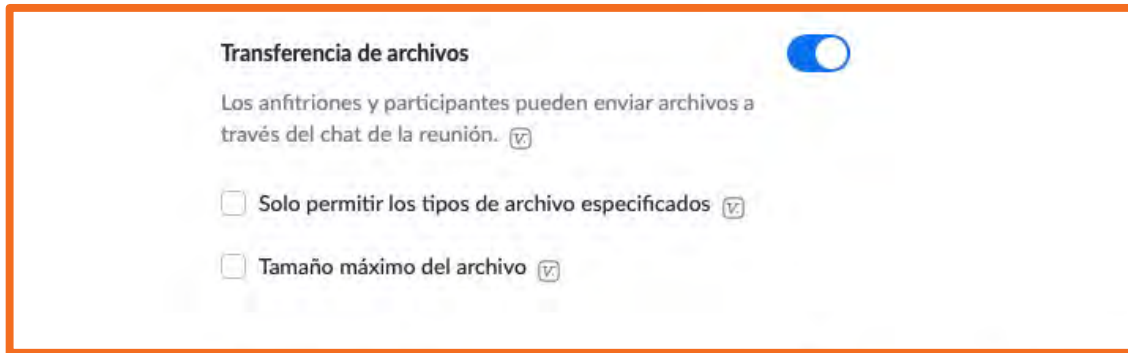 Transferencia de archivos
Los anfitriones y participantes pueden enviar archivos a
través del chat de la reunión.
Solo permitir los tipos de archivo especificados
Tamaño máximo del archivo